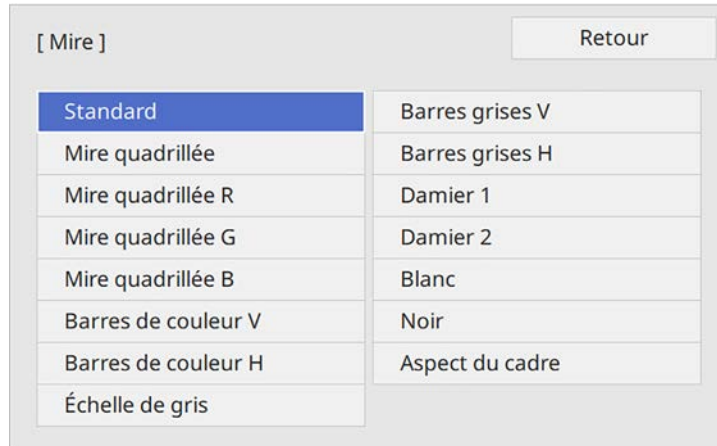 [ Mire ]
Retour
Standard
Mire quadrillée
Mire quadrillée R
Mire quadrillée G
Mire quadrillée B
Barres de couleur V
Barres de couleur H
Échelle de gris
Barres grises V
Barres grises H
Damier 1
Damier 2
Blanc
Noir
Aspect du cadre